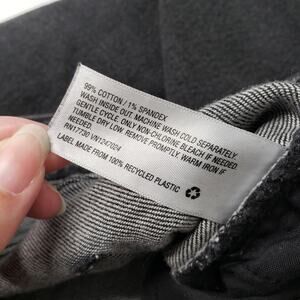 99% COTTON / 1% SPANDEX
WASH INSIDE OUT. MACHINE WASH COLD SEPARATELY.
GENTLE CYCLE. ONLY NON-CHLORINE BLEACH IF NEEDED
TUMBLE DRY LOW. REMOVE PROMPTLY. WARM IRON IF
NEEDED.
RN17730 VN1247024
LABEL MADE FROM 100% RECYCLED PLASTIC